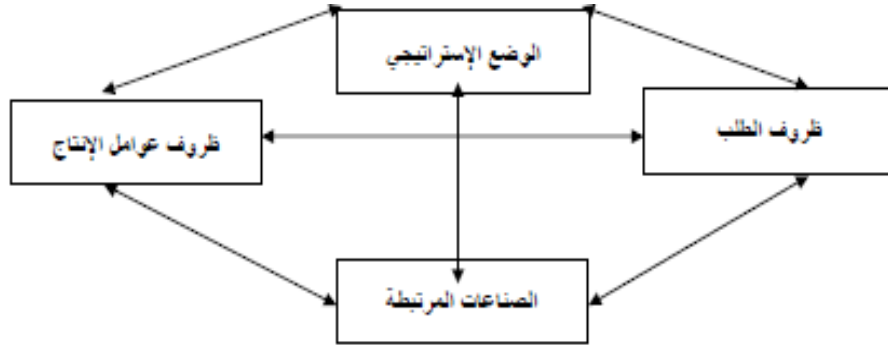 الوضع الإستراتيجي
ظروف الطلب
ظروف عوامل الإنتاج
الصناعات المرتبطة